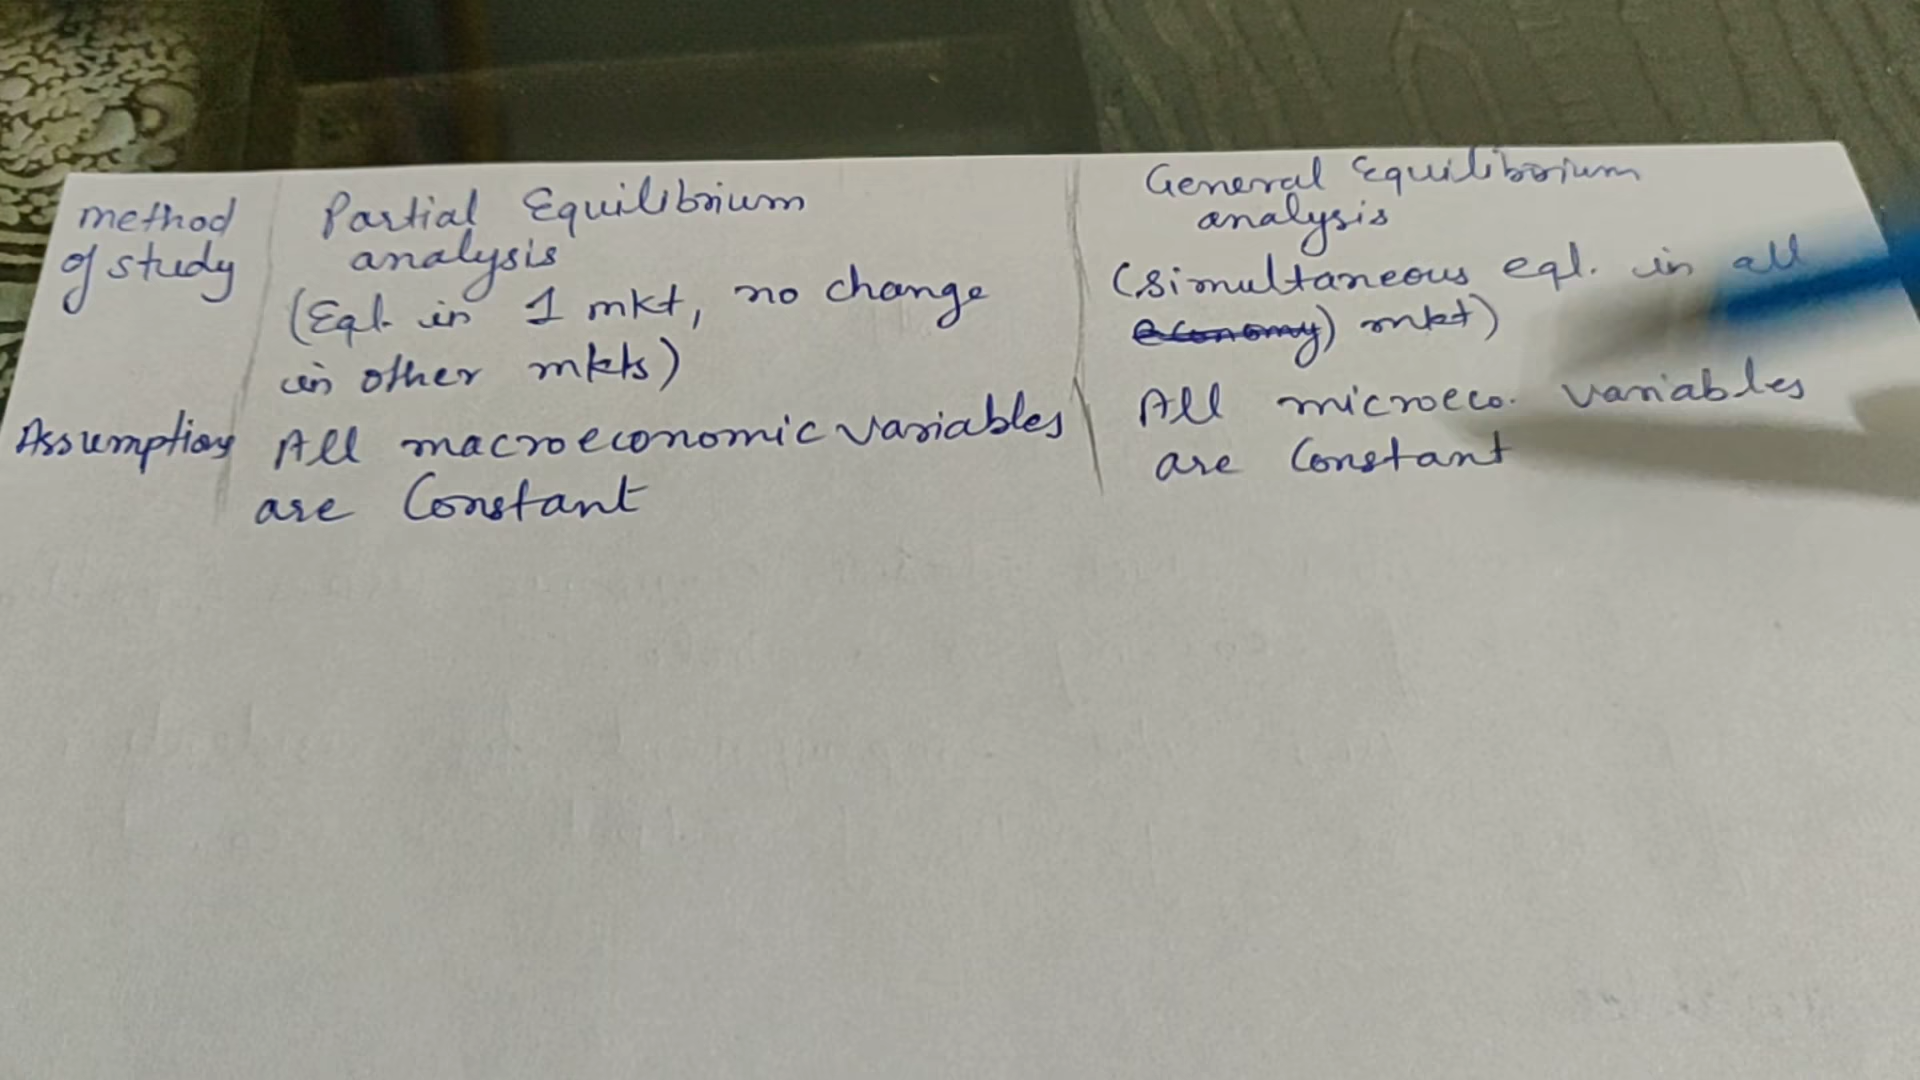 method
of study
Partial Equilibrium
analysis
(Eql. in 1 mkt, no change
in other mkts)
General Equilibrium
analysis
(simultaneous eql. in all
economy) mkt)
Assumption
All macroeconomic variables
are Constant
All microeco. variables
are Constant